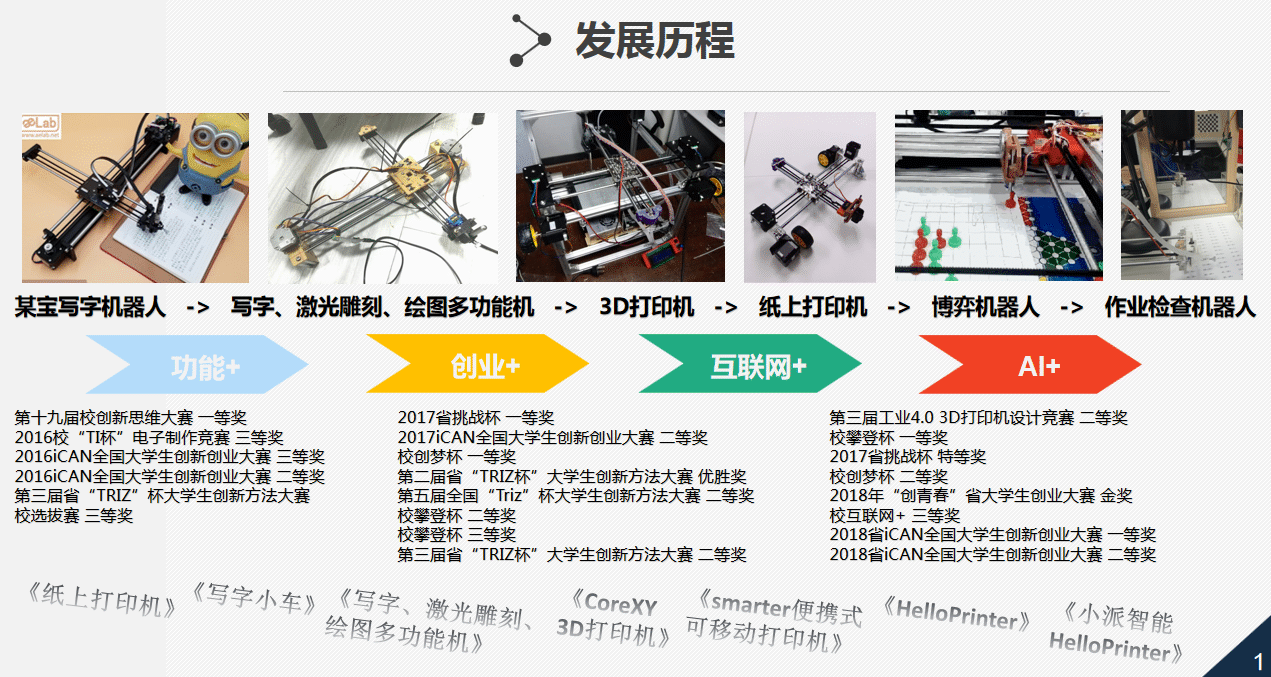 发展历程
Lab
某宝写字机器人 -> 写字、激光雕刻、绘图多功能机 -> 3D打印机 -> 纸上打印机 -> 博弈机器人 -> 作业检查机器人
功能+ 创业+ 互联网+ AI+
第十九届校创新思维大赛 一等奖
2016校“TI杯”电子制作竞赛 三等奖
2016iCAN全国大学生创新创业大赛 三等奖
2016iCAN全国大学生创新创业大赛 二等奖
第三届省“TRIZ”杯大学生创新方法大赛
校选拔赛 三等奖
2017省挑战杯 一等奖
2017iCAN全国大学生创新创业大赛 二等奖
校创梦杯 一等奖
第二届省“TRIZ杯”大学生创新方法大赛 优胜奖
第五届全国“Triz”杯大学生创新方法大赛 二等奖
校攀登杯 二等奖
校攀登杯 三等奖
第三届省“TRIZ杯”大学生创新方法大赛 二等奖
第三届工业4.0 3D打印机设计竞赛 二等奖
校攀登杯 一等奖
2017省挑战杯 特等奖
校创梦杯 二等奖
2018年“创青春”省大学生创业大赛 金奖
校互联网+ 三等奖
2018省iCAN全国大学生创新创业大赛 一等奖
2018省iCAN全国大学生创新创业大赛 二等奖
《纸上打印机》
《写字小车》
《写字、激光雕刻、
绘图多功能机》
《CoreXY
3D打印机》
《smarter便携式
可移动打印机》
《HelloPrinter》
《小派智能
HelloPrinter》
1